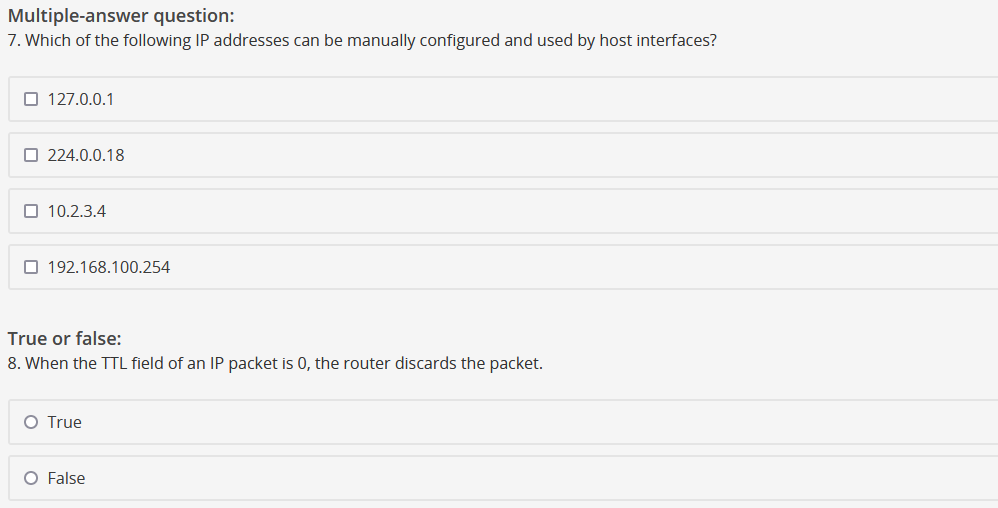 Multiple-answer question:
7. Which of the following IP addresses can be manually configured and used by host interfaces?
127.0.0.1
224.0.0.18
10.2.3.4
192.168.100.254
True or false:
8. When the TTL field of an IP packet is 0, the router discards the packet.
True
False